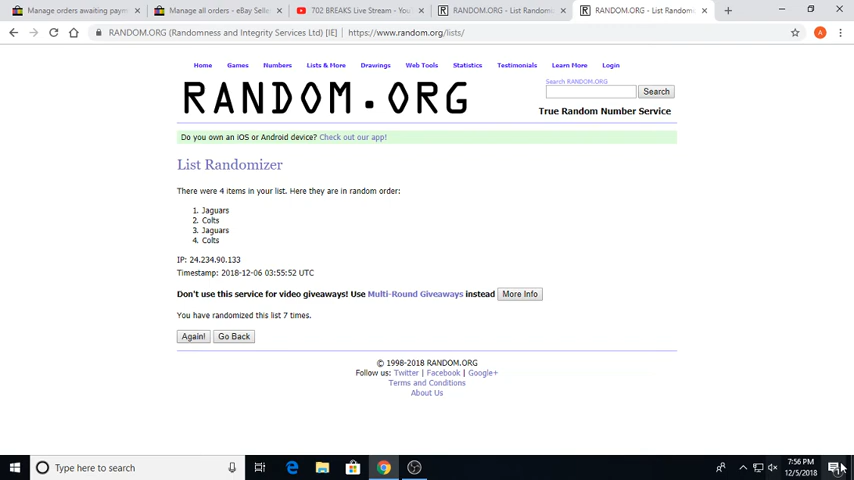 Manage orders awaiting paym
Manage all orders - eBay Selle
702 BREAKS Live Stream - You
RANDOM.ORG - List Randomi
RANDOM.ORG - List Randomi
RANDOM.ORG (Randomness and Integrity Services Ltd) [IE] | https://www.random.org/lists/
A
Home Games Numbers Lists & More Drawings Web Tools Statistics Testimonials Learn More Login
Search RANDOM.ORG
RANDOM.ORG
Search
True Random Number Service
Do you own an iOS or Android device? Check out our app!
List Randomizer
There were 4 items in your list. Here they are in random order:
1. Jaguars
2. Colts
3. Jaguars
4. Colts
IP: 24.234.90.133
Timestamp: 2018-12-06 03:55:52 UTC
Don't use this service for video giveaways! Use Multi-Round Giveaways instead More Info
You have randomized this list 7 times.
Again! Go Back
© 1998-2018 RANDOM.ORG
Follow us: Twitter | Facebook | Google+
Terms and Conditions
About Us
Type here to search
7:56 PM
12/5/2018